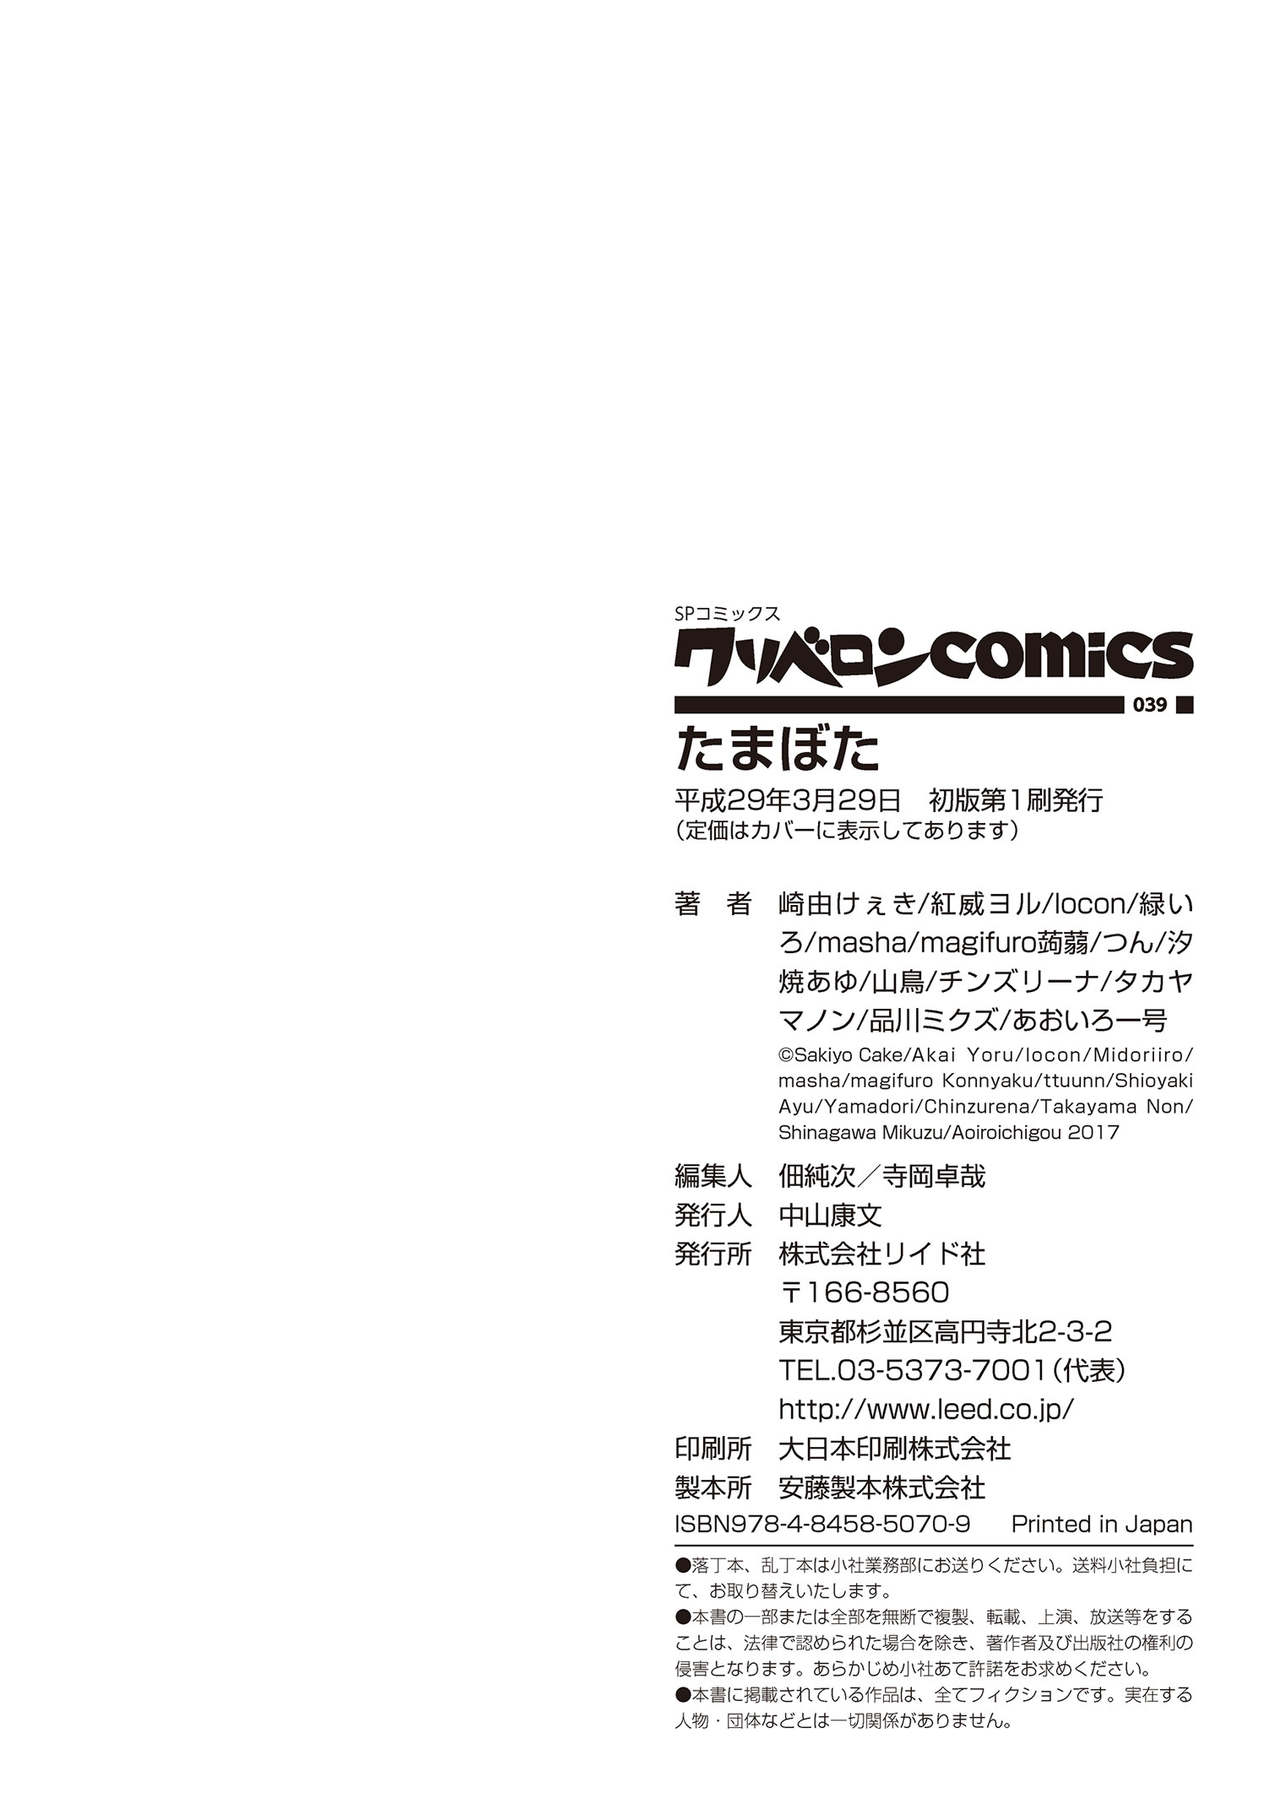 SPコミックス
クリベロンcomics
039
たまぼた
平成29年3月29日　初版第1刷発行
（定価はカバーに表示してあります）
著　者　崎由けぇき/紅威ヨル/locon/緑い
ろ/masha/magifuro蒟蒻/つん/汐
焼あゆ/山鳥/チンズリーナ/タカヤ
マノン/品川ミクズ/あおいろ一号
©Sakiyo Cake/Akai Yoru/locon/Midoriiro/
masha/magifuro Konnyaku/ttuunn/Shioyaki
Ayu/Yamadori/Chinzurena/Takayama Non/
Shinagawa Mikuzu/Aoiroichigou 2017
編集人　佃純次／寺岡卓哉
発行人　中山康文
発行所　株式会社リイド社
〒166-8560
東京都杉並区高円寺北2-3-2
TEL.03-5373-7001（代表）
http://www.leed.co.jp/
印刷所　大日本印刷株式会社
製本所　安藤製本株式会社
ISBN978-4-8458-5070-9　Printed in Japan
●落丁本、乱丁本は小社業務部にお送りください。送料小社負担に
て、お取り替えいたします。
●本書の一部または全部を無断で複製、転載、上演、放送等をする
ことは、法律で認められた場合を除き、著作者及び出版社の権利の
侵害となります。あらかじめ小社あて許諾をお求めください。
●本書に掲載されている作品は、全てフィクションです。実在する
人物・団体などとは一切関係がありません。